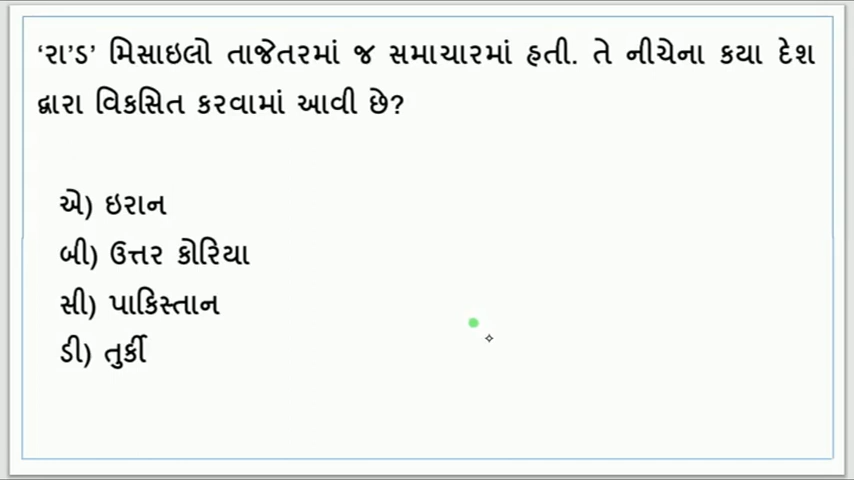 ‘રા’ડ’ મિસાઇલો તાજેતરમાં જ સમાચારમાં હતી. તે નીચેના કયા દેશ
દ્વારા વિકસિત કરવામાં આવી છે?
એ) ઇરાન
બી) ઉત્તર કોરિયા
સી) પાકિસ્તાન
ડી) તુર્કી